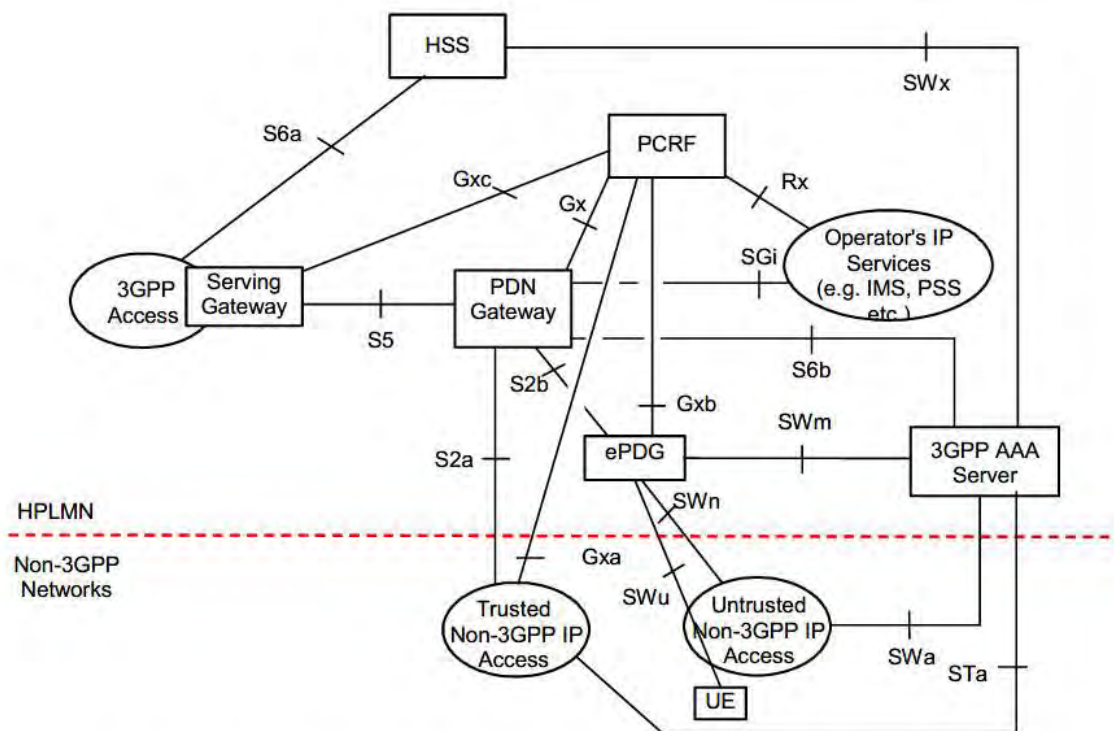 HSS
SWx
S6a
PCRF
Gxc
Gx
Rx
Operator's IP
Services
(e.g. IMS, PSS
etc.)
SGi
3GPP
Access
Serving
Gateway
PDN
Gateway
S5
S2b
S6b
Gxb
SWm
S2a
ePDG
3GPP AAA
Server
SWn
HPLMN
Non-3GPP
Networks
Gxa
SWu
Trusted
Non-3GPP IP
Access
Untrusted
Non-3GPP IP
Access
SWa
STa
UE